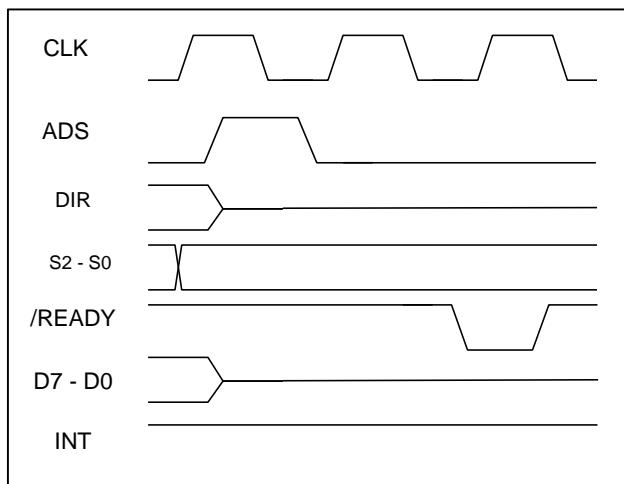 CLK
ADS
DIR
S2 - S0
/READY
D7 - D0
INT